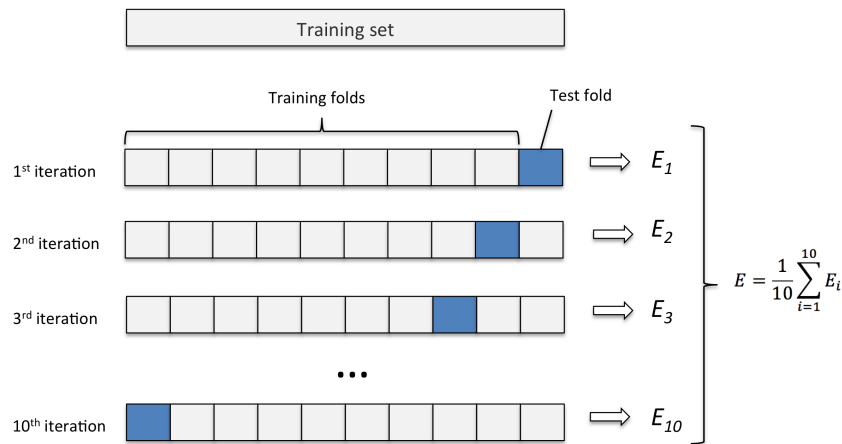 Training set
Training folds
Test fold
1st iteration
E1
2nd iteration
E2
3rd iteration
E3
E = 1/10 ∑_{i=1}^{10} Ei
...
10th iteration
E10